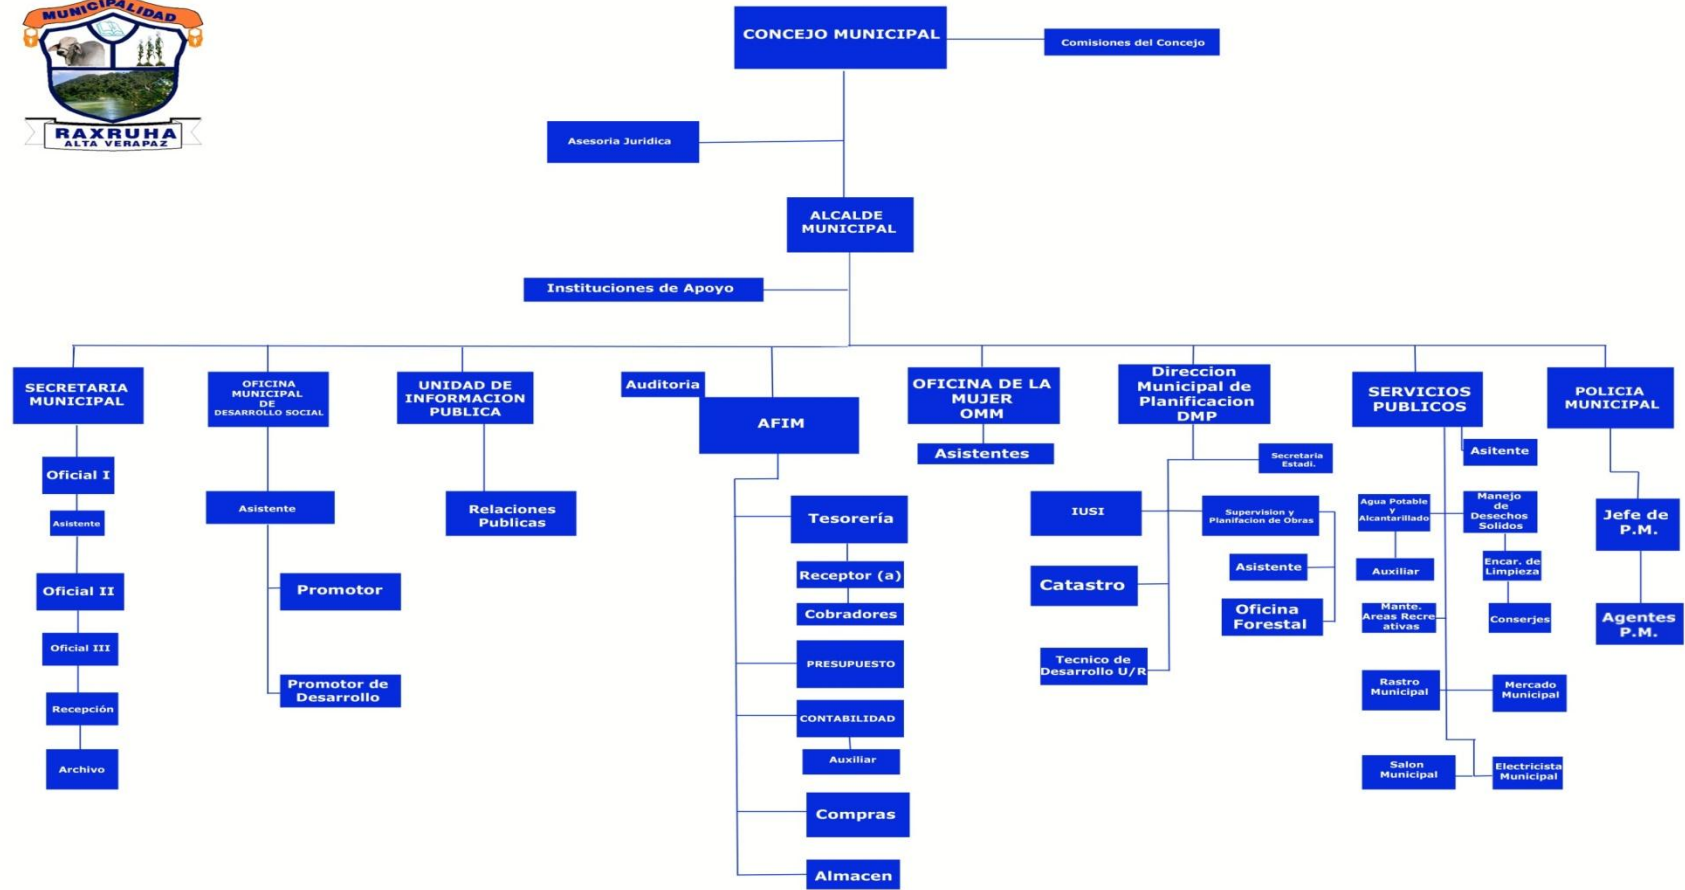 MUNICIPALIDAD
RAXRUHA
ALTA VERAPAZ
CONCEJO MUNICIPAL
Comisiones del Concejo
Asesoria Juridica
ALCALDE
MUNICIPAL
Instituciones de Apoyo
SECRETARIA
MUNICIPAL
Oficial I
Asistente
Oficial II
Oficial III
Recepción
Archivo
OFICINA
MUNICIPAL
DE
DESARROLLO SOCIAL
Asistente
Promotor
Promotor de
Desarrollo
UNIDAD DE
INFORMACION
PUBLICA
Relaciones
Publicas
Auditoria
AFIM
Tesorería
Receptor (a)
Cobradores
PRESUPUESTO
CONTABILIDAD
Auxiliar
Compras
Almacen
OFICINA DE LA
MUJER
OMM
Asistentes
Direccion
Municipal de
Planificacion
DMP
Secretaria
Estadi.
IUSI
Supervision y
Planifacion de Obras
Asistente
Catastro
Oficina
Forestal
Tecnico de
Desarrollo U/R
SERVICIOS
PUBLICOS
Asitente
Agua Potable
y
Alcantarillado
Manejo
de
Desechos
Solidos
Auxiliar
Encar. de
Limpieza
Mante.
Areas Recre
ativas
Conserjes
Rastro
Municipal
Mercado
Municipal
Salon
Municipal
Electricista
Municipal
POLICIA
MUNICIPAL
Jefe de
P.M.
Agentes
P.M.